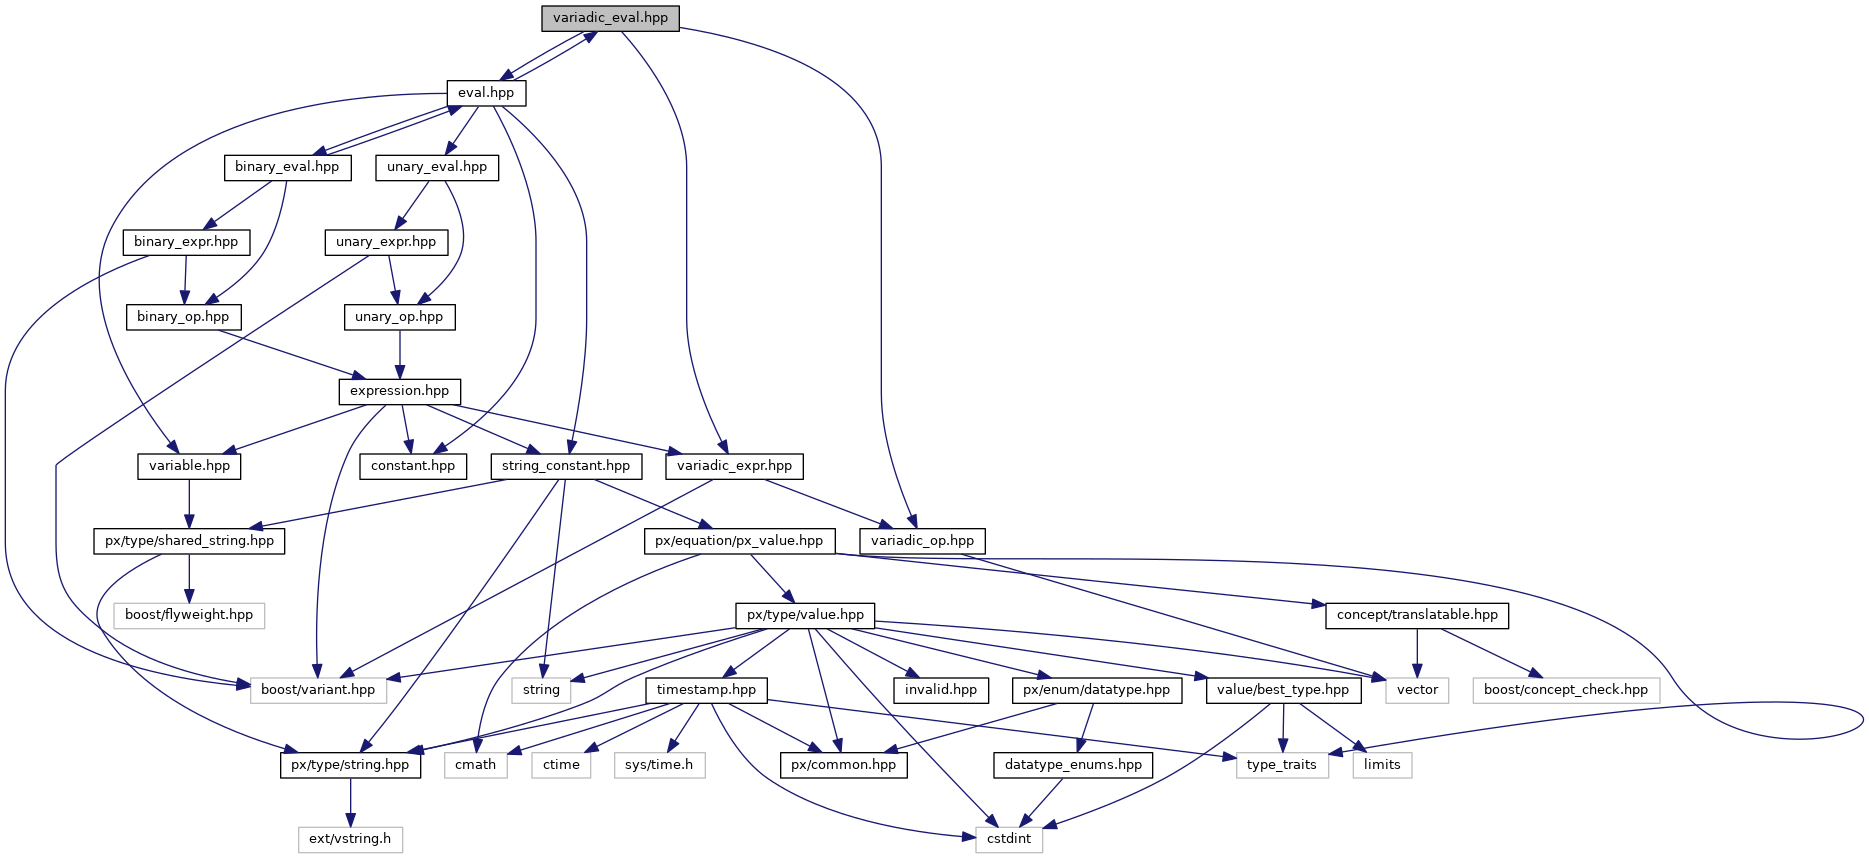 variadic_eval.hpp
eval.hpp
binary_eval.hpp
unary_eval.hpp
binary_expr.hpp
unary_expr.hpp
binary_op.hpp
unary_op.hpp
expression.hpp
variable.hpp
constant.hpp
string_constant.hpp
variadic_expr.hpp
px/type/shared_string.hpp
px/equation/px_value.hpp
variadic_op.hpp
boost/flyweight.hpp
px/type/value.hpp
concept/translatable.hpp
boost/variant.hpp
string
timestamp.hpp
invalid.hpp
px/enum/datatype.hpp
value/best_type.hpp
vector
boost/concept_check.hpp
px/type/string.hpp
cmath
ctime
sys/time.h
px/common.hpp
datatype_enums.hpp
type_traits
limits
ext/vstring.h
cstdint